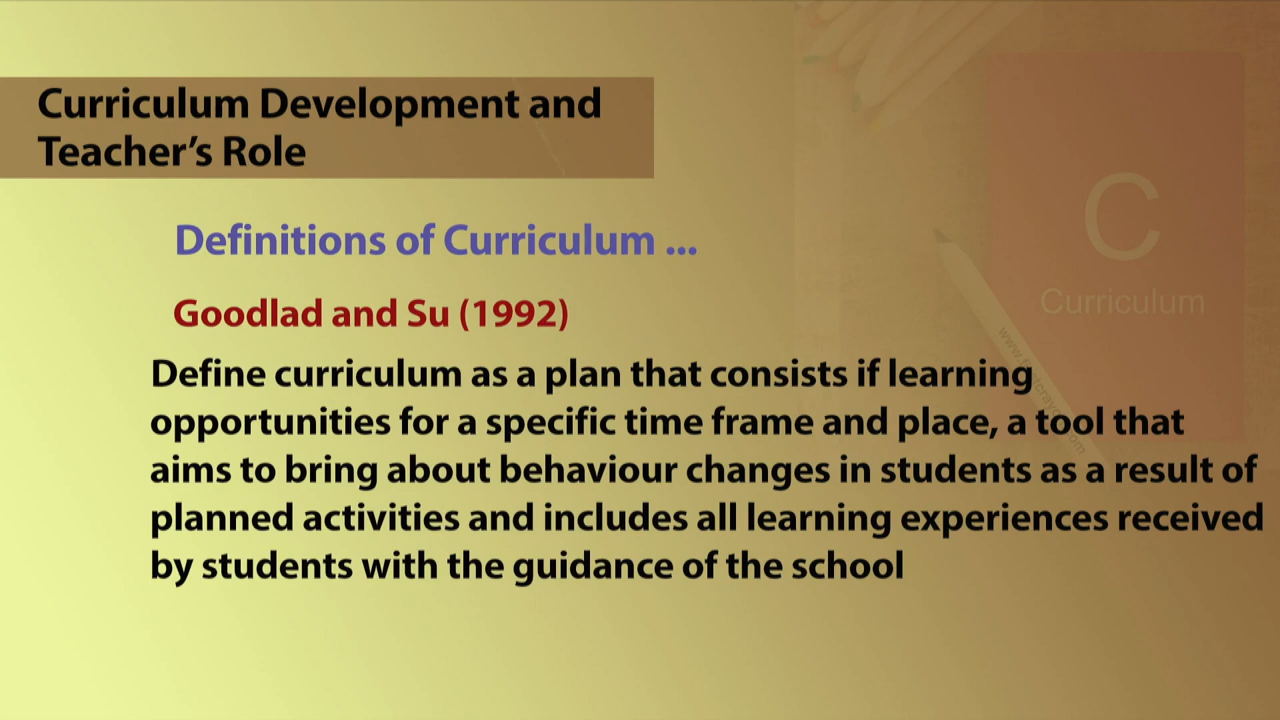 Curriculum Development and
Teacher’s Role
Definitions of Curriculum ...
Goodlad and Su (1992)
Define curriculum as a plan that consists if learning
opportunities for a specific time frame and place, a tool that
aims to bring about behaviour changes in students as a result of
planned activities and includes all learning experiences received
by students with the guidance of the school
C
Curriculum